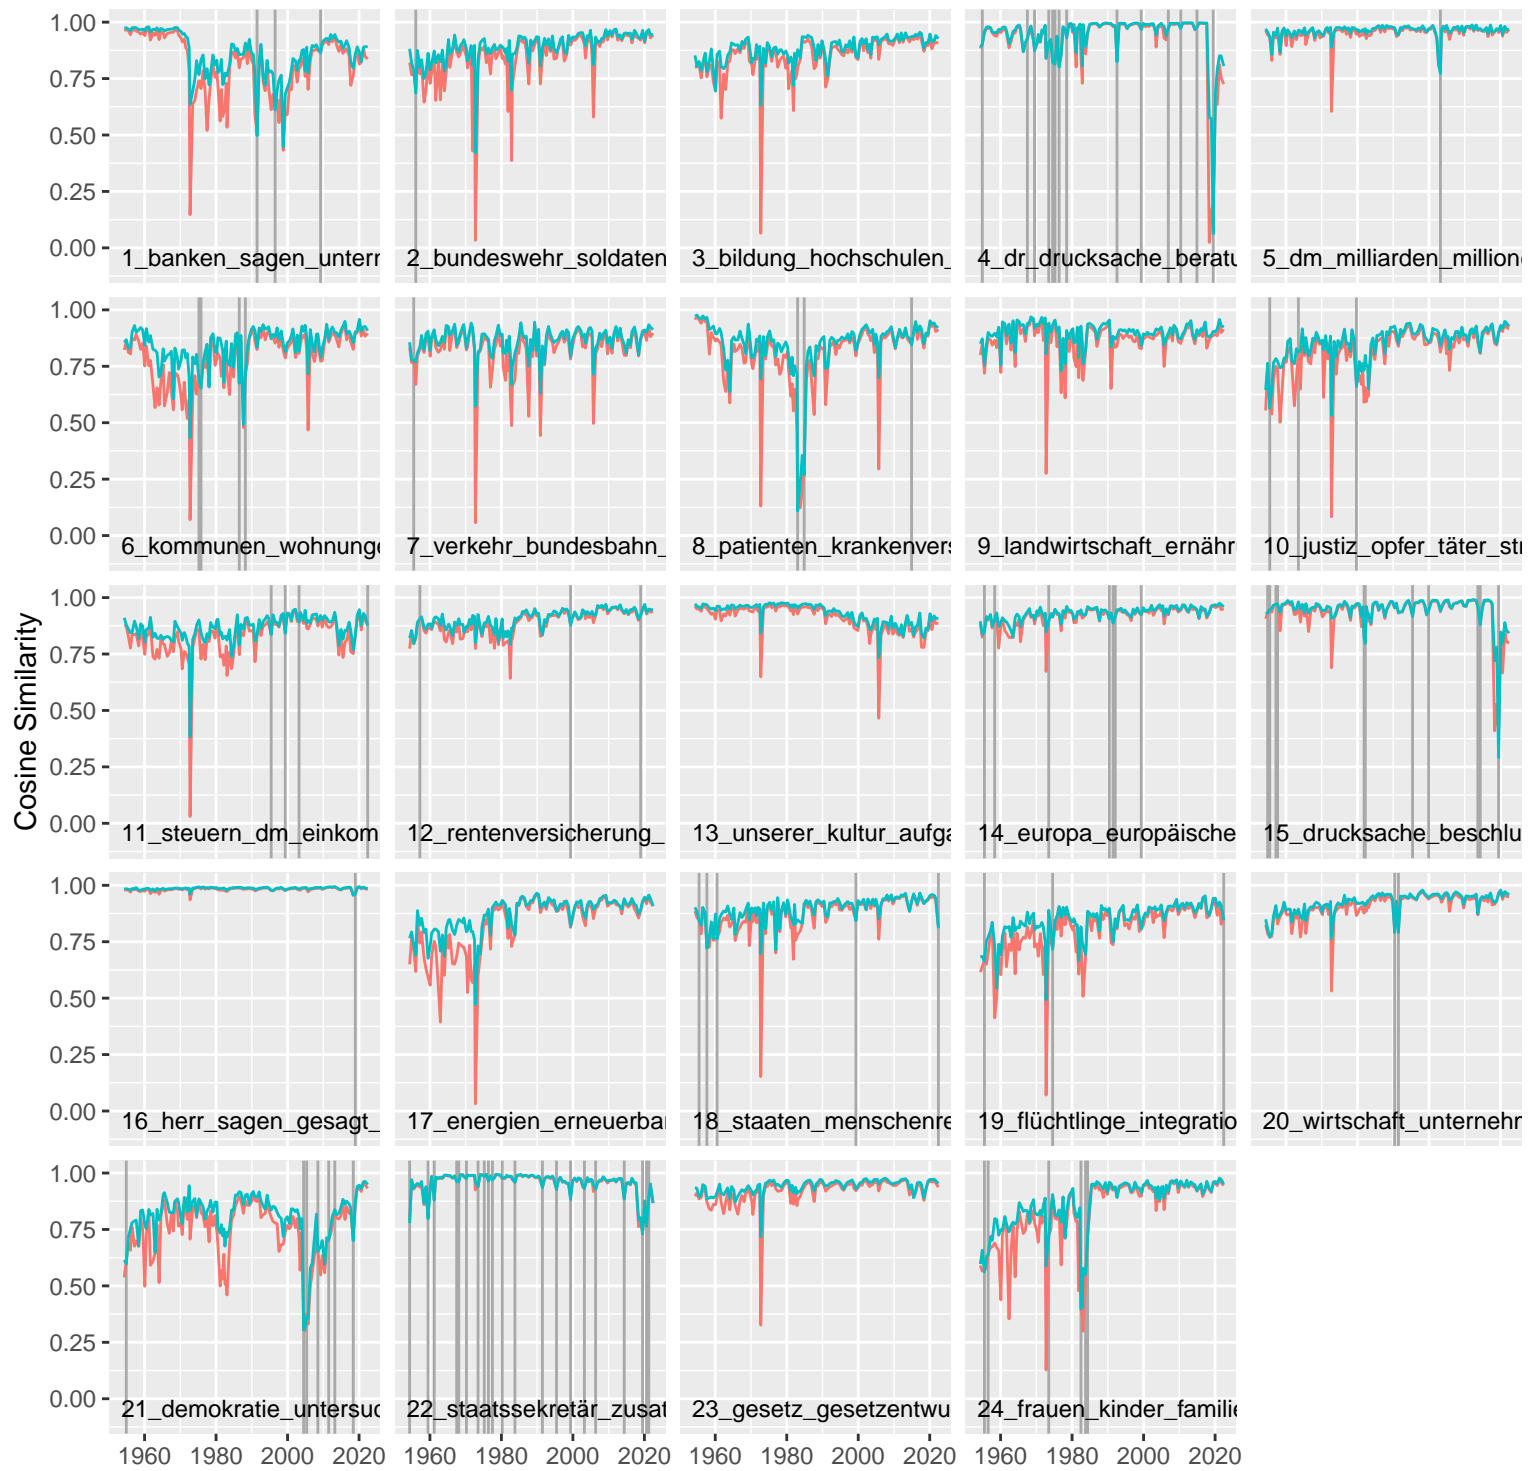 1.00
0.75
0.50
0.25
0.00
1_banken_sagen_untern
2_bundeswehr_soldaten
3_bildung_hochschulen_
4_dr_drucksache_beratu
5_dm_milliarden_million
1.00
0.75
0.50
0.25
0.00
6_kommunen_wohnunge
7_verkehr_bundesbahn_
8_patienten_krankenvers
9_landwirtschaft_ernähr
10_justiz_opfer_täter_st
Cosine Similarity
1.00
0.75
0.50
0.25
0.00
11_steuern_dm_einkom
12_rentenversicherung_
13_unserer_kultur_aufga
14_europa_europäische
15_drucksache_beschlu
1.00
0.75
0.50
0.25
0.00
16_herr_sagen_gesagt_
17_energien_erneuerba
18_staaten_menschenre
19_flüchtlinge_integratio
20_wirtschaft_unternehm
1.00
0.75
0.50
0.25
0.00
21_demokratie_untersuc
22_staatssekretär_zusat
23_gesetz_gesetzentwu
24_frauen_kinder_familie
1960 1980 2000 2020
1960 1980 2000 2020
1960 1980 2000 2020
1960 1980 2000 2020